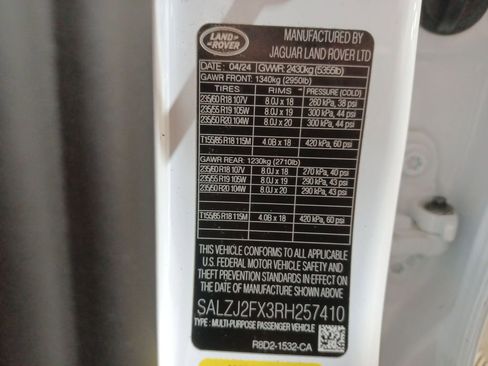 LAND
ROVER
MANUFACTURED BY
JAGUAR LAND ROVER LTD
DATE : 04/24 GVWR: 2430kg (5355lb)
GAWR FRONT: 1340kg (2950lb)
TIRES RIMS PRESSURE (COLD)
235/60 R18 107V 8.0J x 18 260 kPa, 38 psi
235/55 R19 105W 8.0J x 19 300 kPa, 44 psi
235/50 R20 104W 8.0J x 20 300 kPa, 44 psi
T155/85 R18 115M 4.0B x 18 420 kPa, 60 psi
GAWR REAR: 1230kg (2710lb)
235/60 R18 107V 8.0J x 18 270 kPa, 40 psi
235/55 R19 105W 8.0J x 19 290 kPa, 43 psi
235/50 R20 104W 8.0J x 20 290 kPa, 43 psi
T155/85 R18 115M 4.0B x 18 420 kPa, 60 psi
THIS VEHICLE CONFORMS TO ALL APPLICABLE
U.S. FEDERAL MOTOR VEHICLE SAFETY AND
THEFT PREVENTION STANDARDS IN EFFECT ON
THE DATE OF MANUFACTURE SHOWN ABOVE
SALZJ2FX3RH257410
TYPE : MULTI-PURPOSE PASSENGER VEHICLE
R8D2-1532-CA